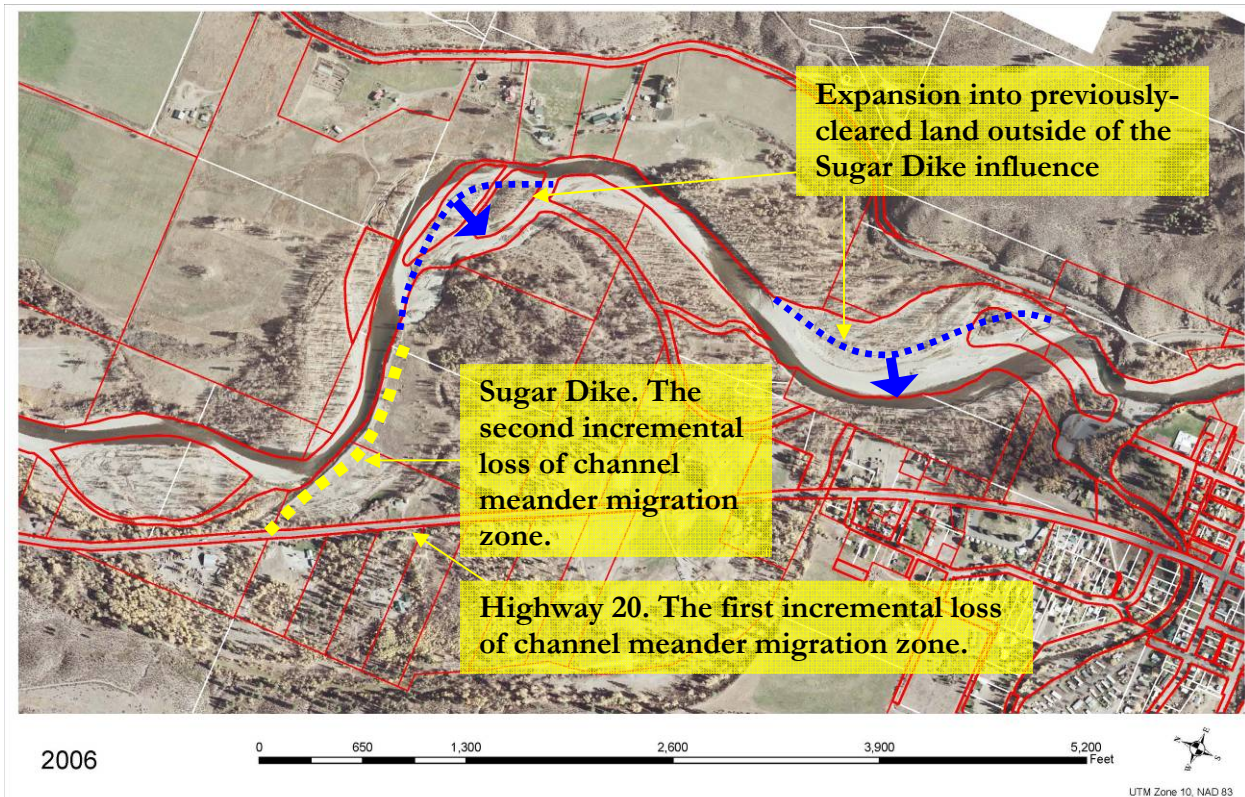 Expansion into previously-
cleared land outside of the
Sugar Dike influence
Sugar Dike. The
second incremental
loss of channel
meander migration
zone.
Highway 20. The first incremental loss
of channel meander migration zone.
2006
0 650 1,300 2,600 3,900 5,200
Feet
N E
W S
UTM Zone 10, NAD 83